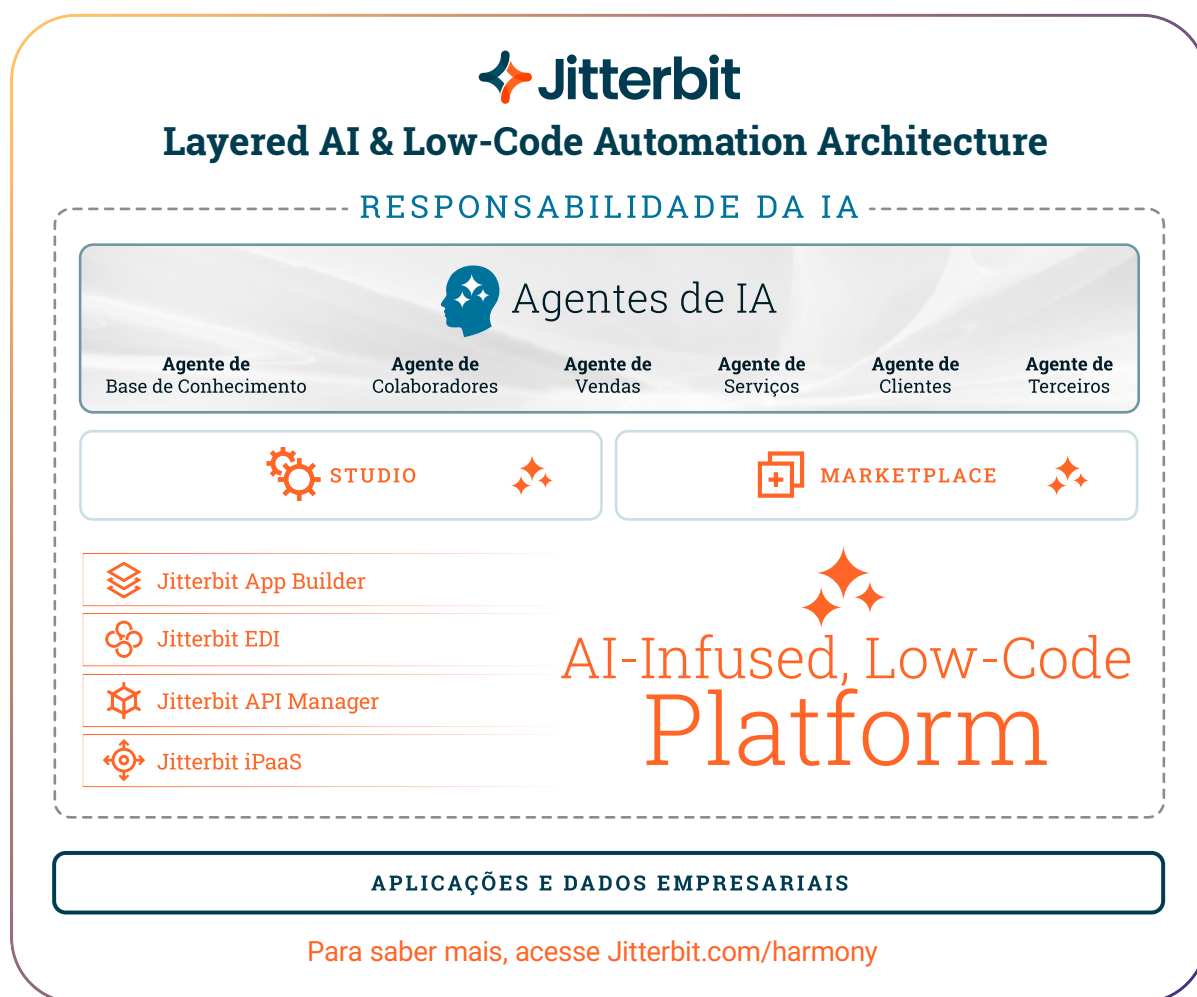 Jitterbit
Layered AI & Low-Code Automation Architecture
RESPONSABILIDADE DA IA
Agentes de IA
Agente de
Base de Conhecimento
Agente de
Colaboradores
Agente de
Vendas
Agente de
Serviços
Agente de
Clientes
Agente de
Terceiros
STUDIO
MARKETPLACE
Jitterbit App Builder
Jitterbit EDI
Jitterbit API Manager
Jitterbit iPaaS
AI-Infused, Low-Code
Platform
APLICAÇÕES E DADOS EMPRESARIAIS
Para saber mais, acesse Jitterbit.com/harmony